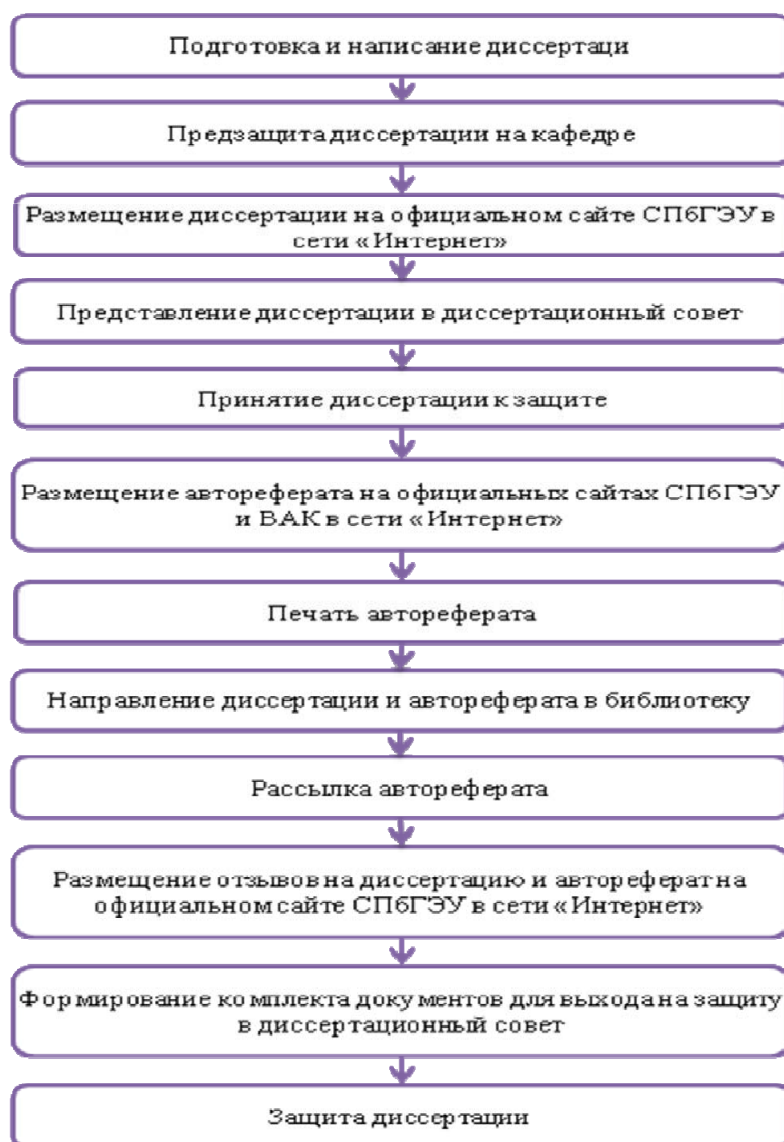 Подготовка и написание диссертаци
Предзащита диссертации на кафедре
Размещение диссертации на официальном сайте СПбГЭУ в
сети «Интернет»
Представление диссертации в диссертационный совет
Принятие диссертации к защите
Размещение автореферата на официальных сайтах СПбГЭУ
и ВАК в сети «Интернет»
Печать автореферата
Направление диссертации и автореферата в библиотеку
Рассылка автореферата
Размещение отзывов на диссертацию и автореферат на
официальном сайте СПбГЭУ в сети «Интернет»
Формирование комплекта документов для выхода на защиту
в диссертационный совет
Защита диссертации